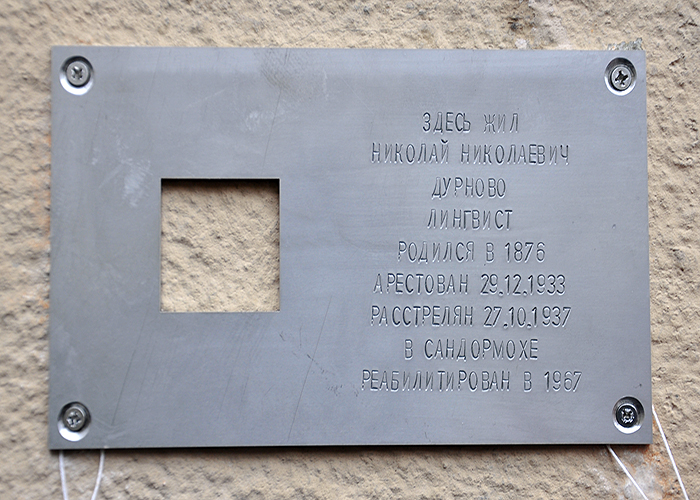 ЗДЕСЬ ЖИЛ
НИКОЛАЙ НИКОЛАЕВИЧ
ДУРНОВО
ЛИНГВИСТ
РОДИЛСЯ В 1876
АРЕСТОВАН 29.12.1933
РАССТРЕЛЯН 27.10.1937
В САНДОРМОХЕ
РЕАБИЛИТИРОВАН В 1967